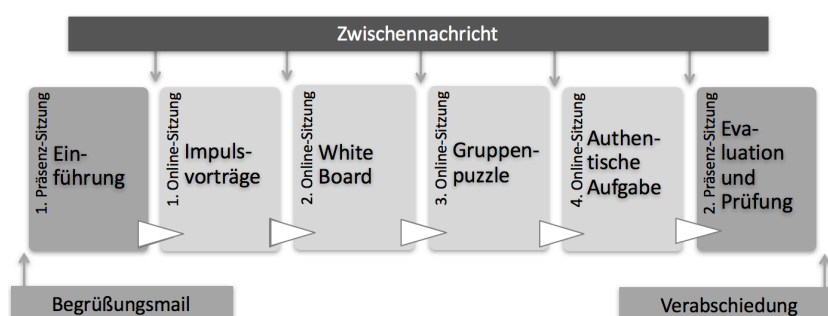 Zwischennachricht
1. Präsenz-Sitzung
Ein-
führung
1. Online-Sitzung
Impuls-
vorträge
2. Online-Sitzung
White
Board
3. Online-Sitzung
Gruppen-
puzzle
4. Online-Sitzung
Authen-
tische
Aufgabe
2. Präsenz-Sitzung
Eva-
luation
und
Prüfung
Begrüßungsmail
Verabschiedung